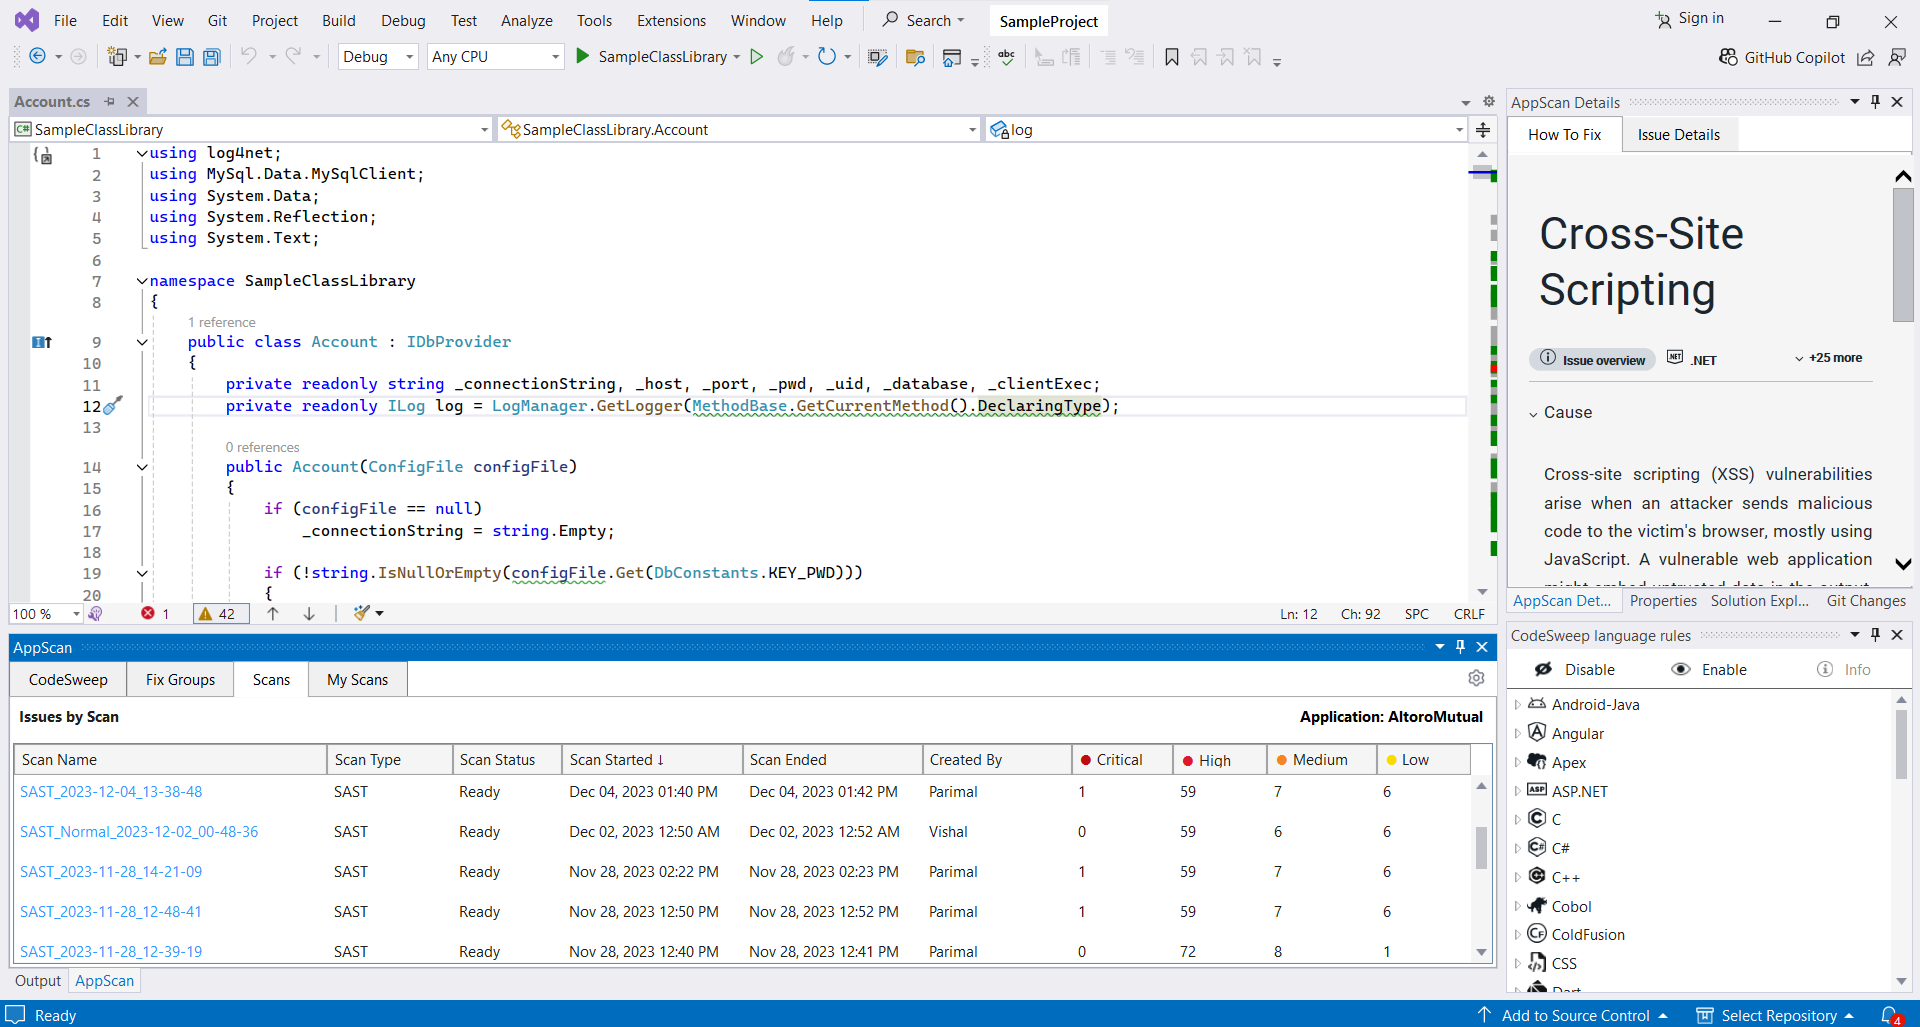 File Edit View Git Project Build Debug Test Analyze Tools Extensions Window Help Search SampleProject Sign in
Debug Any CPU SampleClassLibrary abc GitHub Copilot
Account.cs
C# SampleClassLibrary SampleClassLibrary.Account log
1 using log4net;
2 using MySql.Data.MySqlClient;
3 using System.Data;
4 using System.Reflection;
5 using System.Text;
6
7 namespace SampleClassLibrary
8 {
1 reference
9 public class Account : IDbProvider
10 {
11 private readonly string _connectionString, _host, _port, _pwd, _uid, _database, _clientExec;
12 private readonly ILog log = LogManager.GetLogger(MethodBase.GetCurrentMethod().DeclaringType);
13
0 references
14 public Account(ConfigFile configFile)
15 {
16 if (configFile == null)
17 _connectionString = string.Empty;
18
19 if (!string.IsNullOrEmpty(configFile.Get(DbConstants.KEY_PWD)))
20 {
100 % 1 42 Ln: 12 Ch: 92 SPC CRLF
AppScan
CodeSweep Fix Groups Scans My Scans
Issues by Scan Application: AltoroMutual
Scan Name Scan Type Scan Status Scan Started ↓ Scan Ended Created By Critical High Medium Low
SAST_2023-12-04_13-38-48 SAST Ready Dec 04, 2023 01:40 PM Dec 04, 2023 01:42 PM Parimal 1 59 7 6
SAST_Normal_2023-12-02_00-48-36 SAST Ready Dec 02, 2023 12:50 AM Dec 02, 2023 12:52 AM Vishal 0 59 6 6
SAST_2023-11-28_14-21-09 SAST Ready Nov 28, 2023 02:22 PM Nov 28, 2023 02:23 PM Parimal 1 59 7 6
SAST_2023-11-28_12-48-41 SAST Ready Nov 28, 2023 12:50 PM Nov 28, 2023 12:52 PM Parimal 1 59 7 6
SAST_2023-11-28_12-39-19 SAST Ready Nov 28, 2023 12:40 PM Nov 28, 2023 12:41 PM Parimal 0 72 8 1
Output AppScan
AppScan Details
How To Fix Issue Details
Cross-Site
Scripting
Issue overview .NET .NET +25 more
Cause
Cross-site scripting (XSS) vulnerabilities
arise when an attacker sends malicious
code to the victim's browser, mostly using
JavaScript. A vulnerable web application
might embed untrusted data in the output,
AppScan Det... Properties Solution Expl... Git Changes
CodeSweep language rules
Disable Enable Info
Android-Java
Angular
Apex
ASP ASP.NET
C C
C# C#
C++
Cobol
CF ColdFusion
CSS
Dart
Ready Add to Source Control Select Repository 4